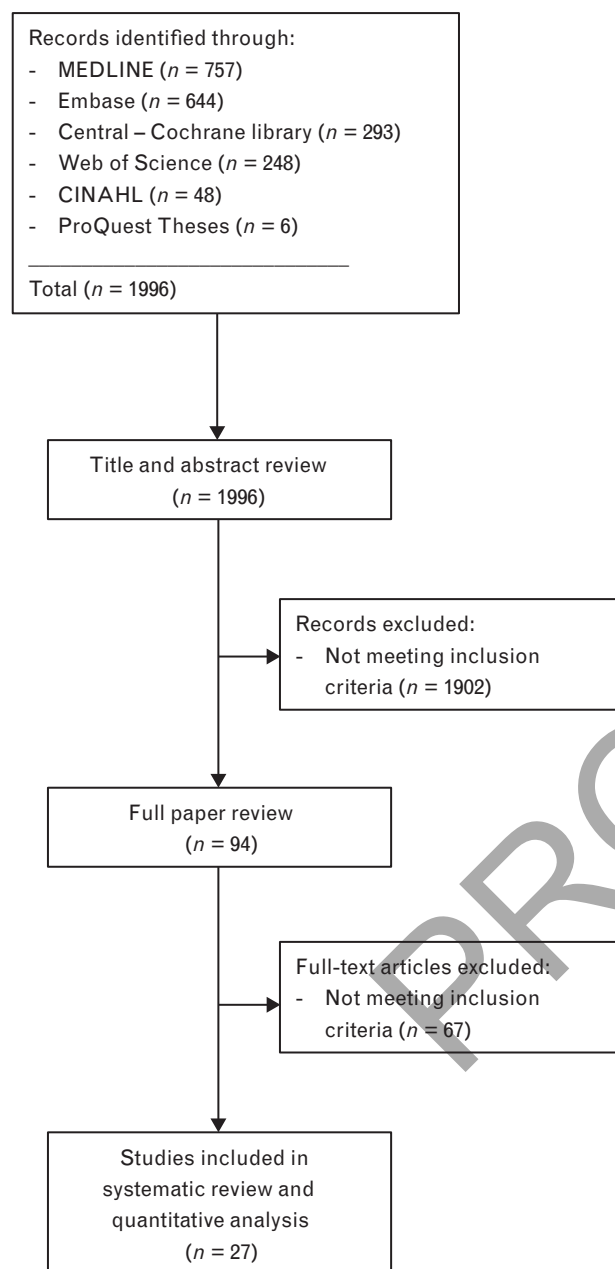 Records identified through:
- MEDLINE (n = 757)
- Embase (n = 644)
- Central – Cochrane library (n = 293)
- Web of Science (n = 248)
- CINAHL (n = 48)
- ProQuest Theses (n = 6)
Total (n = 1996)
Title and abstract review
(n = 1996)
Records excluded:
- Not meeting inclusion
criteria (n = 1902)
Full paper review
(n = 94)
Full-text articles excluded:
- Not meeting inclusion
criteria (n = 67)
Studies included in
systematic review and
quantitative analysis
(n = 27)